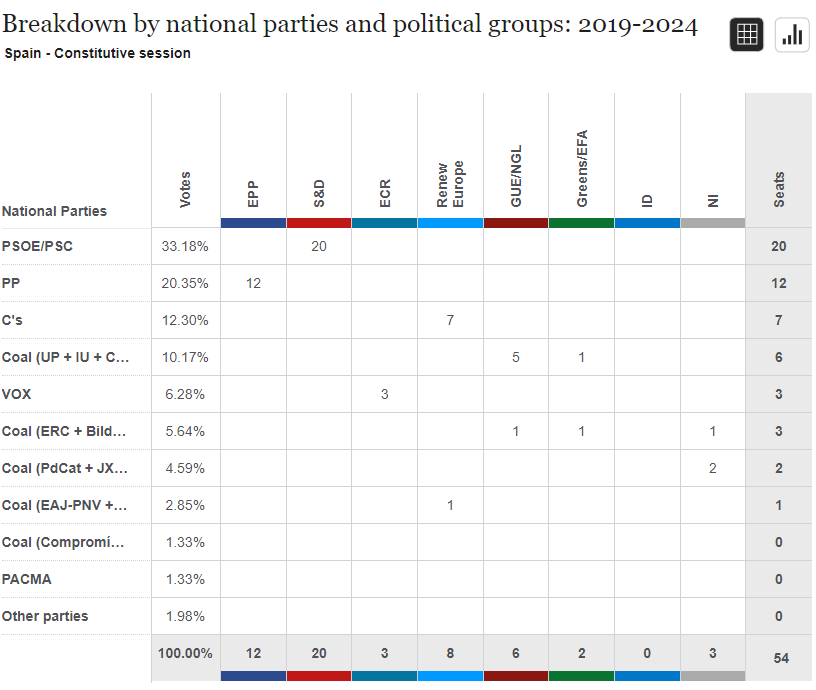 Breakdown by national parties and political groups: 2019-2024
Spain - Constitutive session
National Parties Votes EPP S&D ECR Renew Europe GUE/NGL Greens/EFA ID NI Seats
PSOE/PSC 33.18% 20 20
PP 20.35% 12 12
C's 12.30% 7 7
Coal (UP + IU + C... 10.17% 5 1 6
VOX 6.28% 3 3
Coal (ERC + Bild... 5.64% 1 1 1 3
Coal (PdCat + JX... 4.59% 2 2
Coal (EAJ-PNV +... 2.85% 1 1
Coal (Compromí... 1.33% 0
PACMA 1.33% 0
Other parties 1.98% 0
100.00% 12 20 3 8 6 2 0 3 54